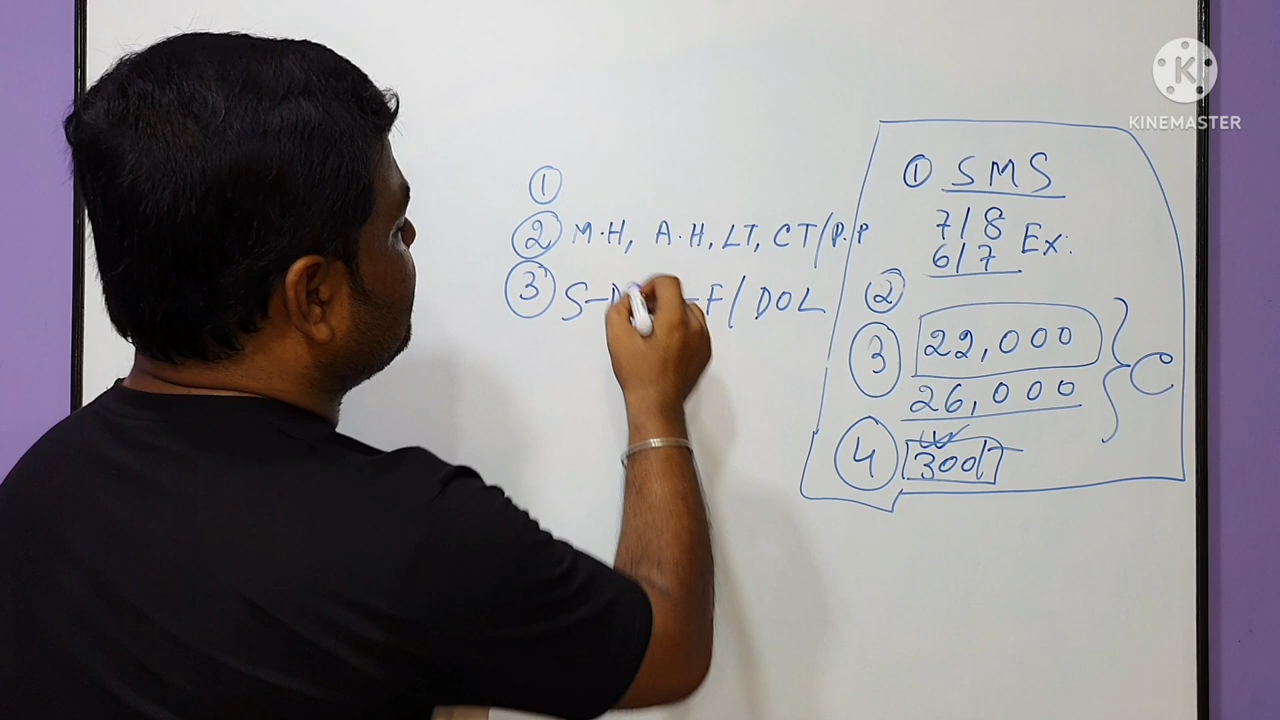 ①
② M.H, A.H, LT, CT/P.P
③ S-D F/DOL
① SMS
7/8
6/7 Ex:
②
③ 22,000
26,000 C
④ 300/-
KINEMASTER